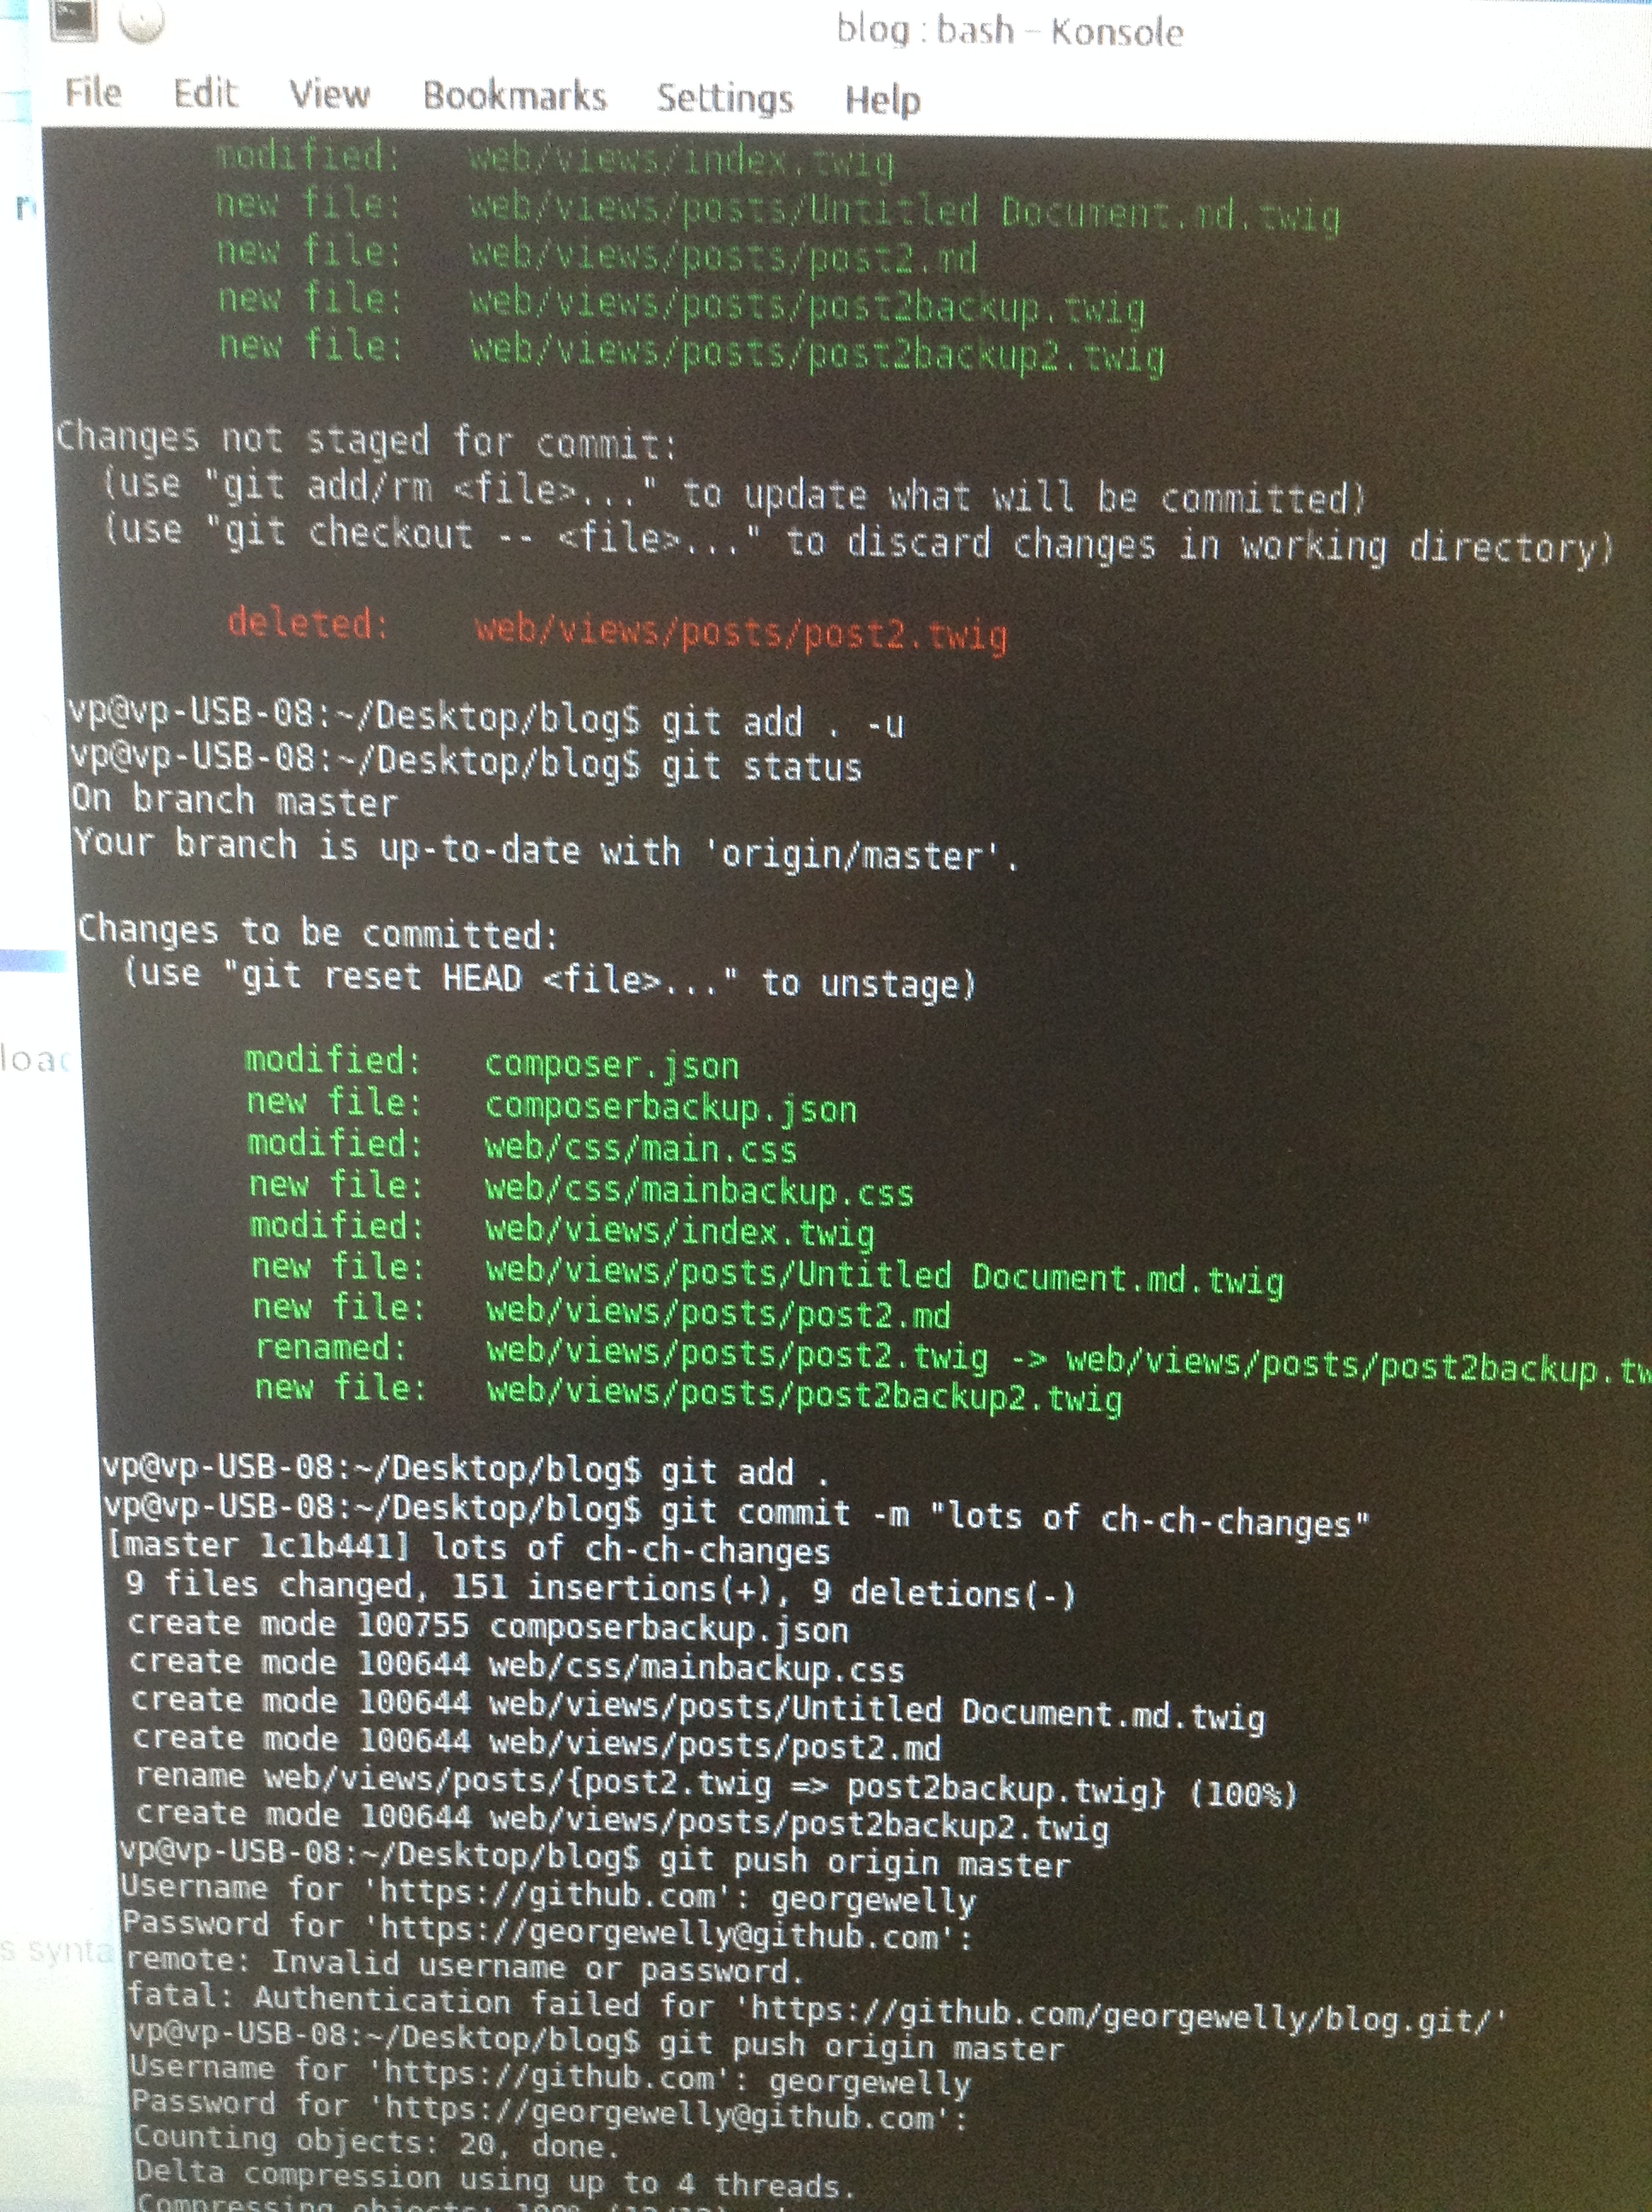 blog : bash – Konsole
File Edit View Bookmarks Settings Help
modified: web/views/index.twig
new file: web/views/posts/Untitled Document.md.twig
new file: web/views/posts/post2.md
new file: web/views/posts/post2backup.twig
new file: web/views/posts/post2backup2.twig
Changes not staged for commit:
(use "git add/rm <file>..." to update what will be committed)
(use "git checkout -- <file>..." to discard changes in working directory)
deleted: web/views/posts/post2.twig
vp@vp-USB-08:~/Desktop/blog$ git add . -u
vp@vp-USB-08:~/Desktop/blog$ git status
On branch master
Your branch is up-to-date with 'origin/master'.
Changes to be committed:
(use "git reset HEAD <file>..." to unstage)
modified: composer.json
new file: composerbackup.json
modified: web/css/main.css
new file: web/css/mainbackup.css
modified: web/views/index.twig
new file: web/views/posts/Untitled Document.md.twig
new file: web/views/posts/post2.md
renamed: web/views/posts/post2.twig -> web/views/posts/post2backup.tw
new file: web/views/posts/post2backup2.twig
vp@vp-USB-08:~/Desktop/blog$ git add .
vp@vp-USB-08:~/Desktop/blog$ git commit -m "lots of ch-ch-changes"
[master 1c1b441] lots of ch-ch-changes
9 files changed, 151 insertions(+), 9 deletions(-)
create mode 100755 composerbackup.json
create mode 100644 web/css/mainbackup.css
create mode 100644 web/views/posts/Untitled Document.md.twig
create mode 100644 web/views/posts/post2.md
rename web/views/posts/{post2.twig => post2backup.twig} (100%)
create mode 100644 web/views/posts/post2backup2.twig
vp@vp-USB-08:~/Desktop/blog$ git push origin master
Username for 'https://github.com': georgewelly
Password for 'https://georgewelly@github.com':
remote: Invalid username or password.
fatal: Authentication failed for 'https://github.com/georgewelly/blog.git/'
vp@vp-USB-08:~/Desktop/blog$ git push origin master
Username for 'https://github.com': georgewelly
Password for 'https://georgewelly@github.com':
Counting objects: 20, done.
Delta compression using up to 4 threads.
Compressing objects: 100%